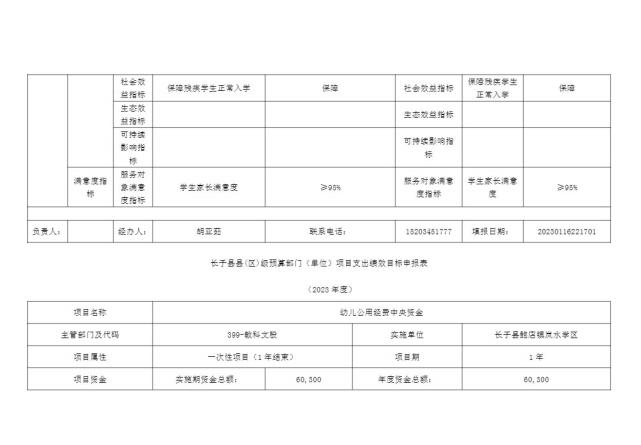 社会效益指标 保障残疾学生正常入学 保障 社会效益指标 保障残疾学生正常入学 保障
生态效益指标 生态效益指标
可持续影响指标 可持续影响指标
满意度指标 服务对象满意度指标 学生家长满意度 ≥95% 服务对象满意度指标 学生家长满意度 ≥95%
负责人： 经办人： 胡亚茹 联系电话： 15203451777 填报日期： 20230116221701
长子县县(区)级预算部门（单位）项目支出绩效目标申报表
（2023 年度）
项目名称 幼儿公用经费中央资金
主管部门及代码 399-教科文股 实施单位 长子县鲍店镇岚水学区
项目属性 一次性项目（1 年结束） 项目期 1 年
项目资金 实施期资金总额： 60,300 年度资金总额： 60,300